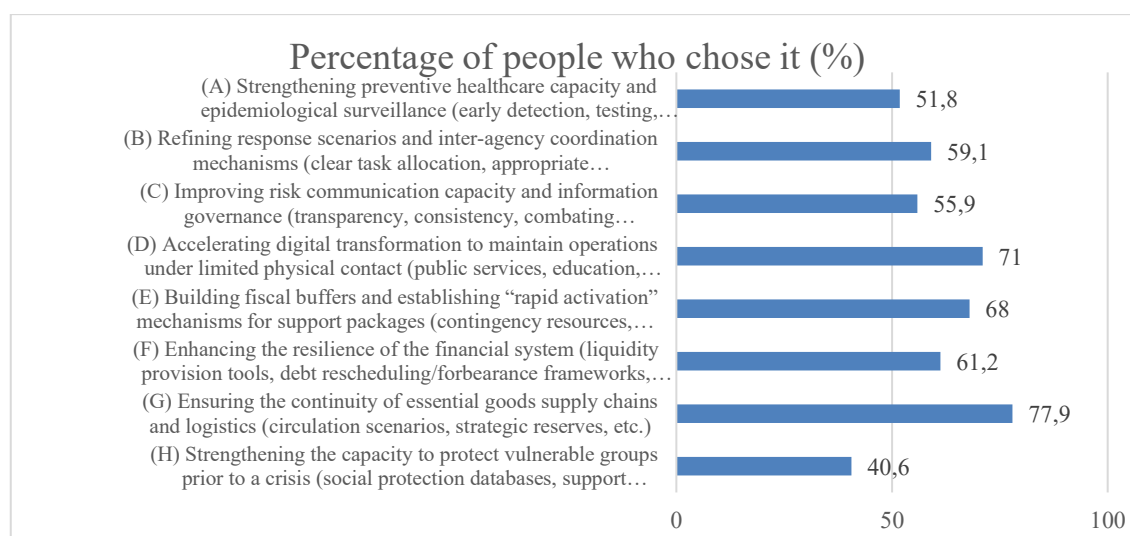 Percentage of people who chose it (%)
(A) Strengthening preventive healthcare capacity and
epidemiological surveillance (early detection, testing,…
51,8
(B) Refining response scenarios and inter-agency coordination
mechanisms (clear task allocation, appropriate…
59,1
(C) Improving risk communication capacity and information
governance (transparency, consistency, combating…
55,9
(D) Accelerating digital transformation to maintain operations
under limited physical contact (public services, education,…
71
(E) Building fiscal buffers and establishing “rapid activation”
mechanisms for support packages (contingency resources,…
68
(F) Enhancing the resilience of the financial system (liquidity
provision tools, debt rescheduling/forbearance frameworks,…
61,2
(G) Ensuring the continuity of essential goods supply chains
and logistics (circulation scenarios, strategic reserves, etc.)
77,9
(H) Strengthening the capacity to protect vulnerable groups
prior to a crisis (social protection databases, support…
40,6
0 50 100